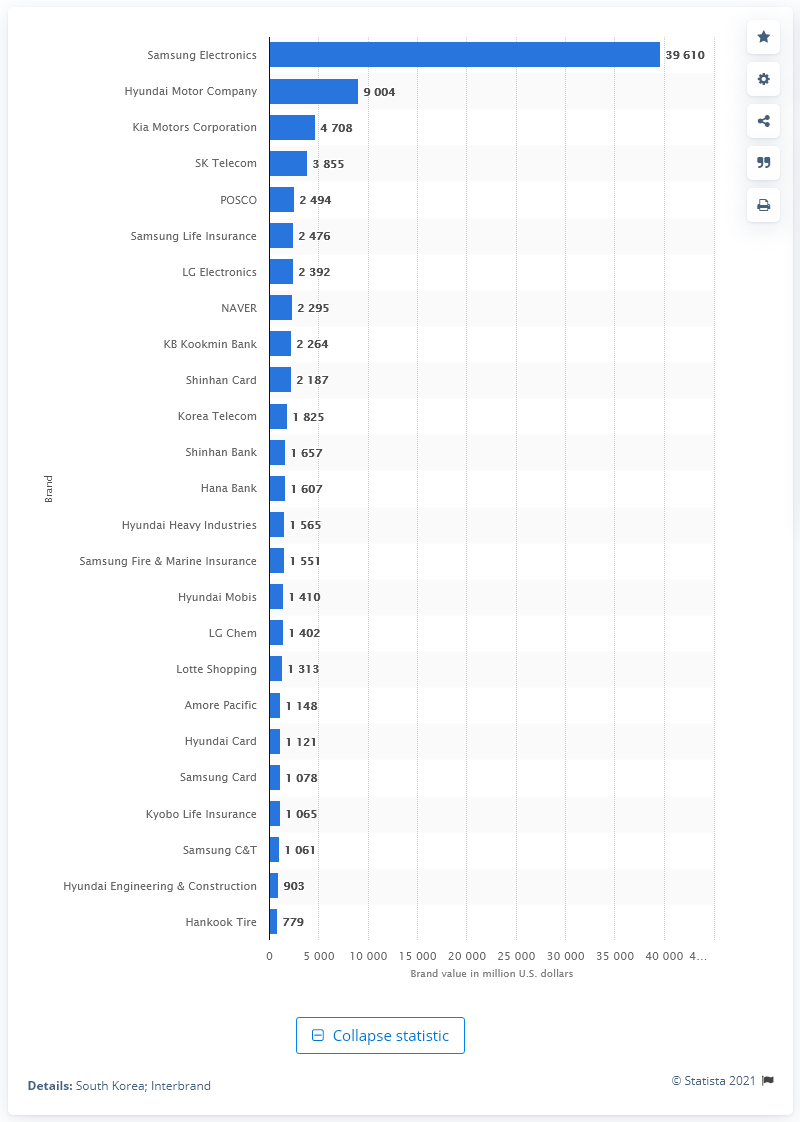 Samsung Electronics 39 610
Hyundai Motor Company 9 004
Kia Motors Corporation 4 708
SK Telecom 3 855
POSCO 2 494
Samsung Life Insurance 2 476
LG Electronics 2 392
NAVER 2 295
KB Kookmin Bank 2 264
Shinhan Card 2 187
Korea Telecom 1 825
Shinhan Bank 1 657
Hana Bank 1 607
Brand
Hyundai Heavy Industries 1 565
Samsung Fire & Marine Insurance 1 551
Hyundai Mobis 1 410
LG Chem 1 402
Lotte Shopping 1 313
Amore Pacific 1 148
Hyundai Card 1 121
Samsung Card 1 078
Kyobo Life Insurance 1 065
Samsung C&T 1 061
Hyundai Engineering & Construction 903
Hankook Tire 779
0 5 000 10 000 15 000 20 000 25 000 30 000 35 000 40 000 4…
Brand value in million U.S. dollars
Collapse statistic
© Statista 2021
Details: South Korea; Interbrand